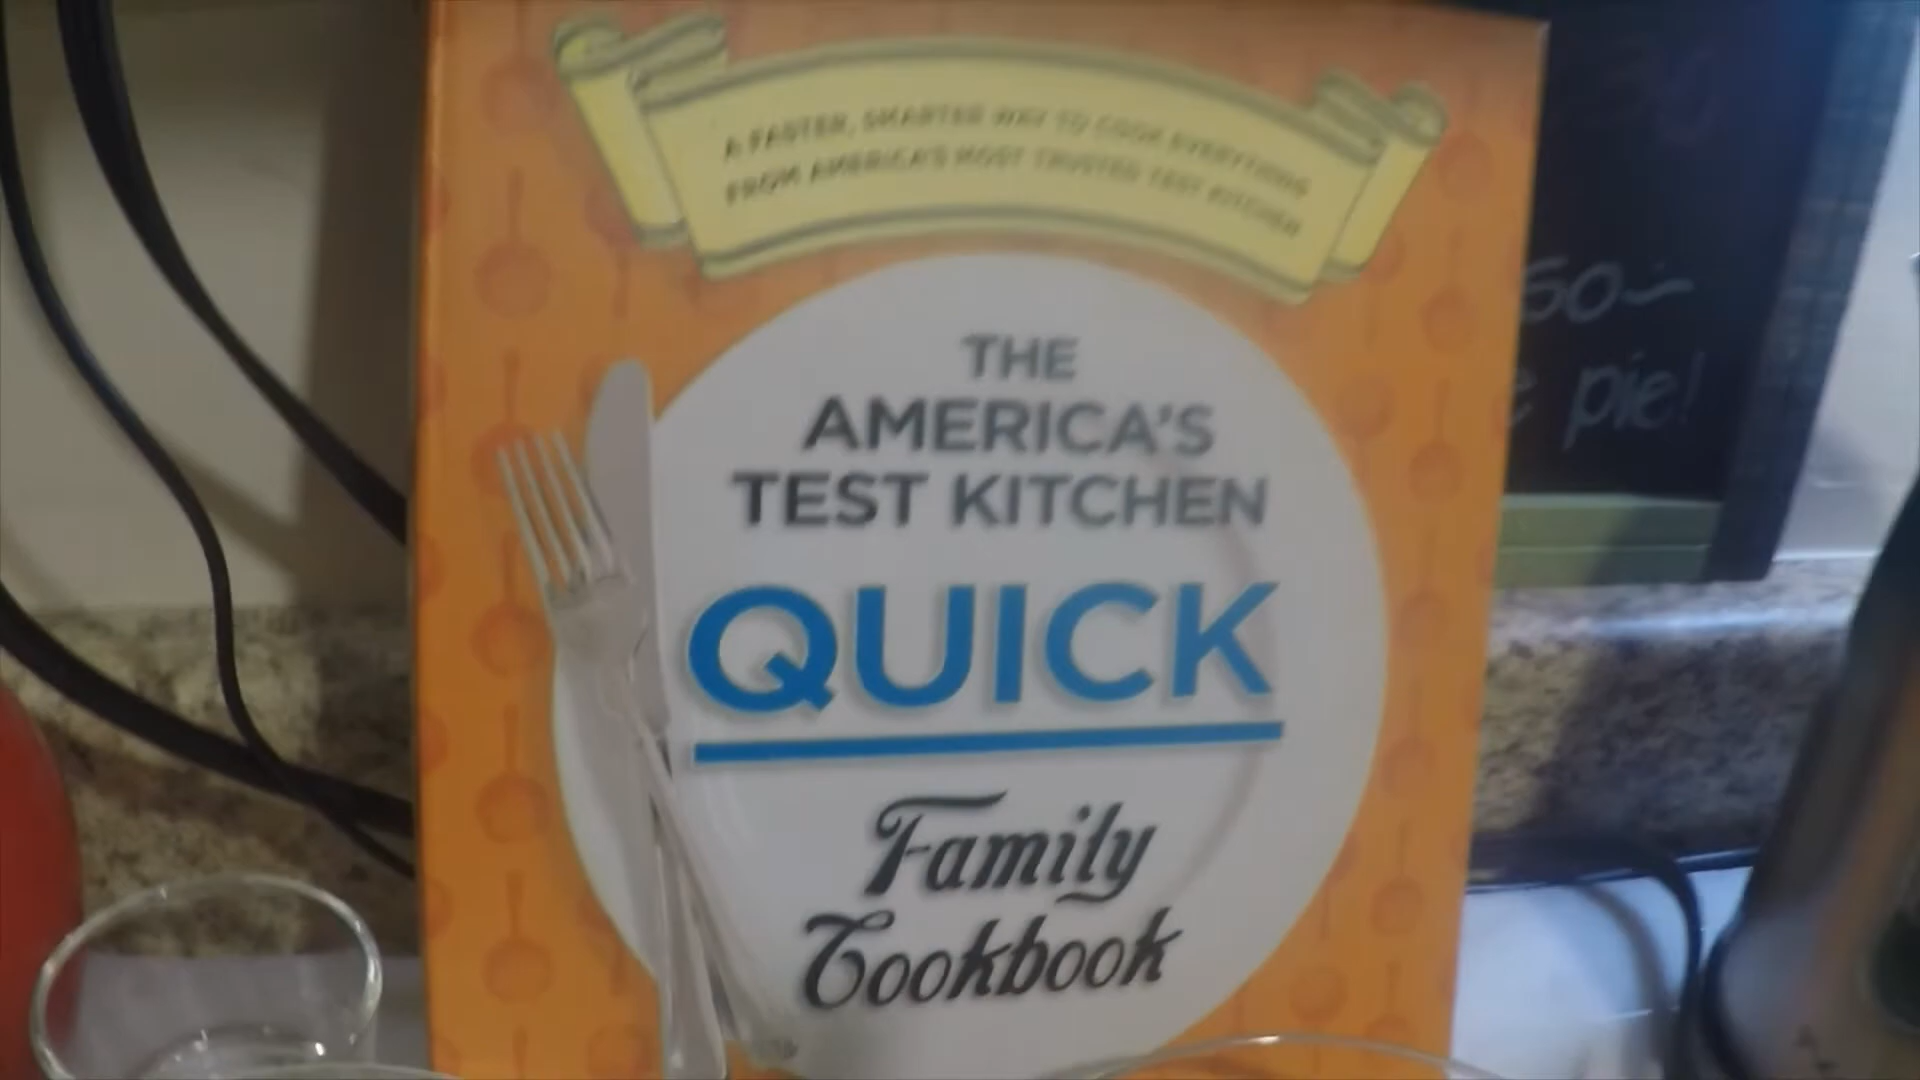 A FASTER, SMARTER WAY TO COOK EVERYTHING
FROM AMERICA'S MOST TRUSTED TEST KITCHEN
THE
AMERICA'S
TEST KITCHEN
QUICK
Family
Cookbook
so~
pie!